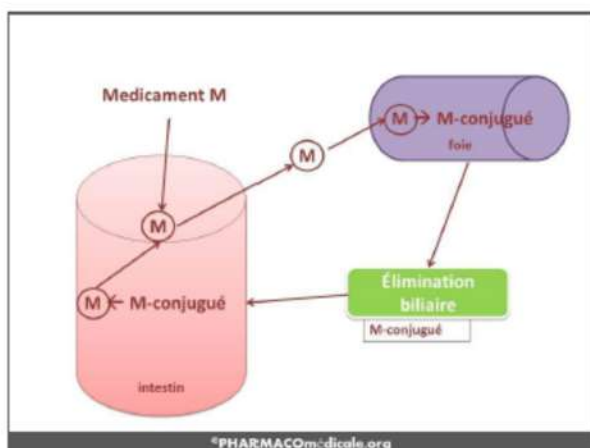 Medicament M
M
M
M → M-conjugué
foie
M ← M-conjugué
intestin
Élimination
biliaire
M-conjugué
©PHARMACOmédicale.org